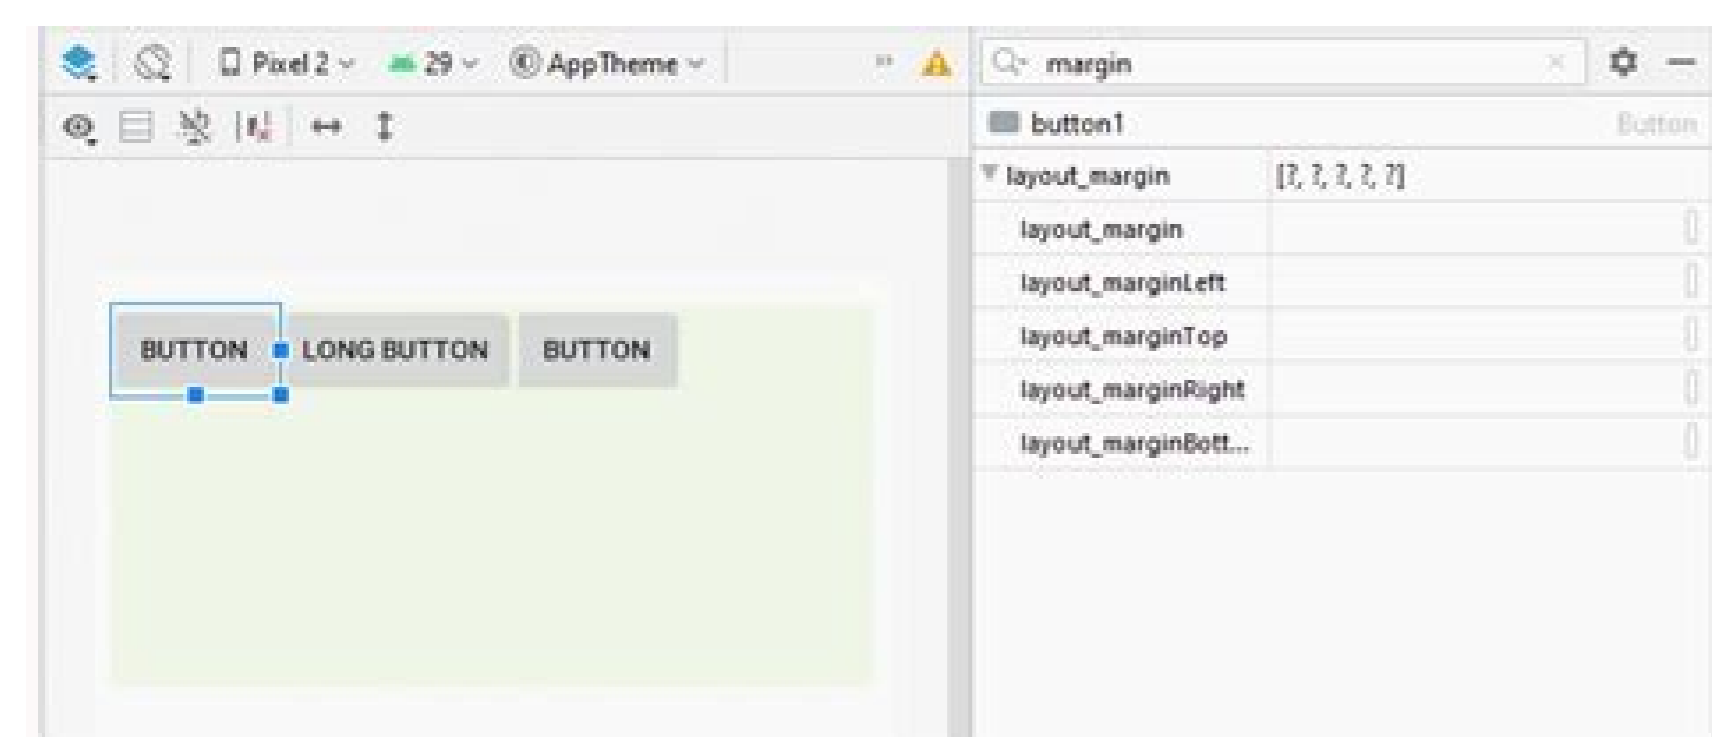 Pixel 2 29 AppTheme
margin
button1 Button
layout_margin [?, ?, ?, ?, ?]
layout_margin
layout_marginLeft
layout_marginTop
layout_marginRight
layout_marginBott...
BUTTON LONG BUTTON BUTTON